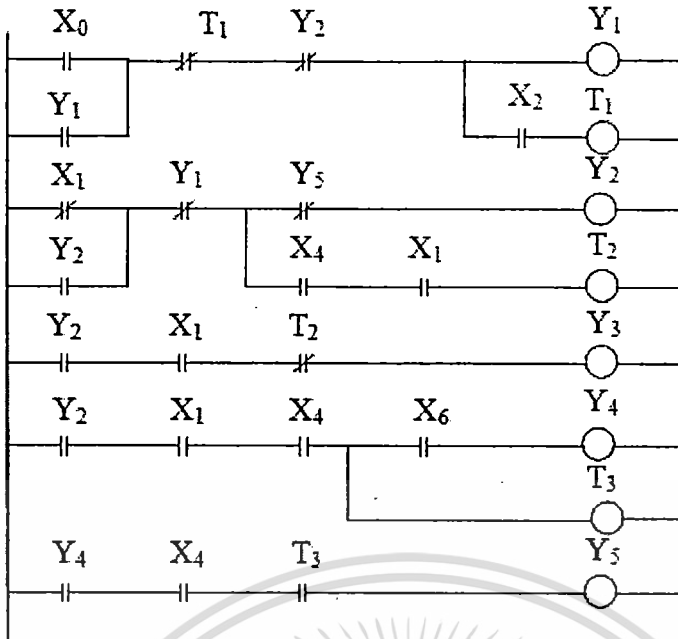 X₀ T₁ Y₂ Y₁
Y₁ X₂ T₁
X₁ Y₁ Y₅ Y₂
Y₂ X₄ X₁ T₂
Y₂ X₁ T₂ Y₃
Y₂ X₁ X₄ X₆ Y₄
T₃
Y₄ X₄ T₃ Y₅